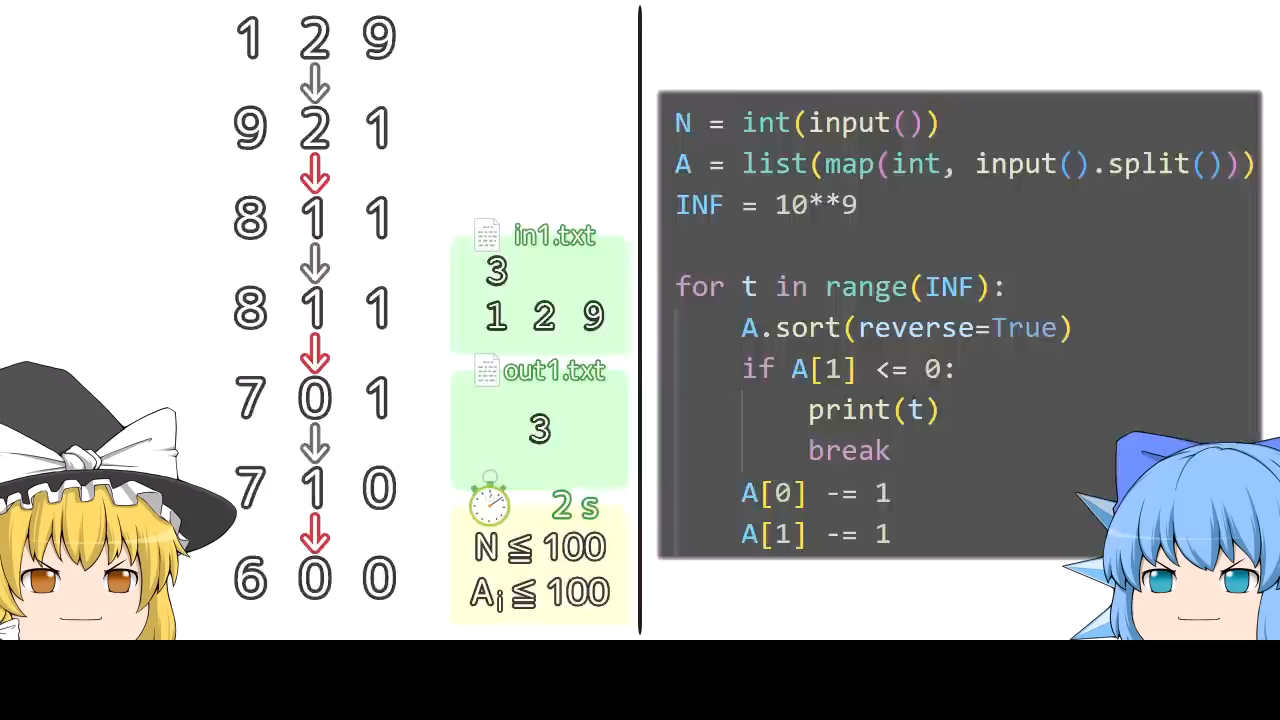 1 2 9
9 2 1
8 1 1
8 1 1
7 0 1
7 1 0
6 0 0
in1.txt
3
1 2 9
out1.txt
3
2 s
N ≦ 100
Ai ≦ 100
N = int(input())
A = list(map(int, input().split()))
INF = 10**9
for t in range(INF):
A.sort(reverse=True)
if A[1] <= 0:
print(t)
break
A[0] -= 1
A[1] -= 1